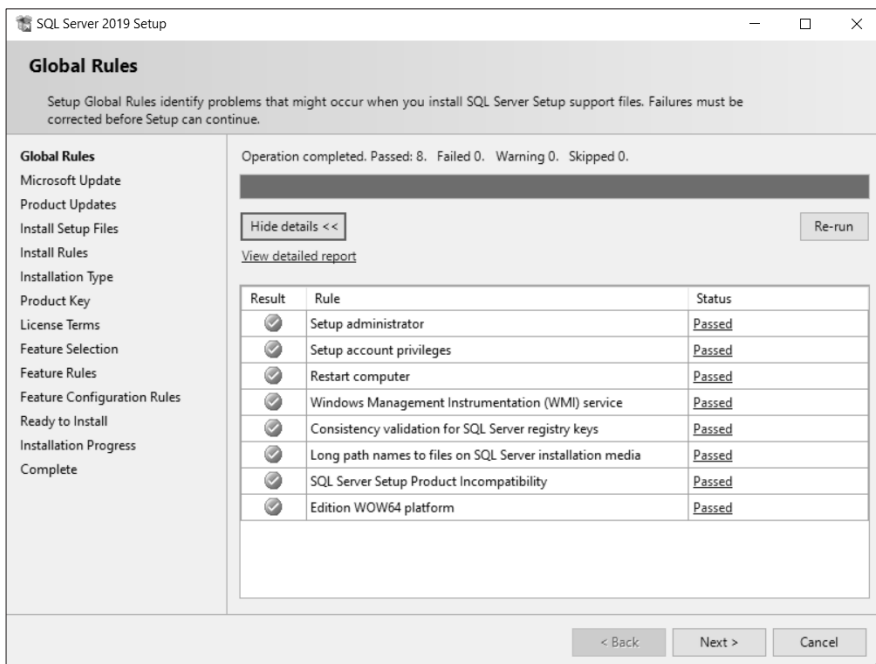 SQL Server 2019 Setup
Global Rules
Setup Global Rules identify problems that might occur when you install SQL Server Setup support files. Failures must be
corrected before Setup can continue.
Global Rules
Microsoft Update
Product Updates
Install Setup Files
Install Rules
Installation Type
Product Key
License Terms
Feature Selection
Feature Rules
Feature Configuration Rules
Ready to Install
Installation Progress
Complete
Operation completed. Passed: 8. Failed 0. Warning 0. Skipped 0.
Hide details <<
Re-run
View detailed report
Result Rule Status
Setup administrator Passed
Setup account privileges Passed
Restart computer Passed
Windows Management Instrumentation (WMI) service Passed
Consistency validation for SQL Server registry keys Passed
Long path names to files on SQL Server installation media Passed
SQL Server Setup Product Incompatibility Passed
Edition WOW64 platform Passed
< Back Next > Cancel